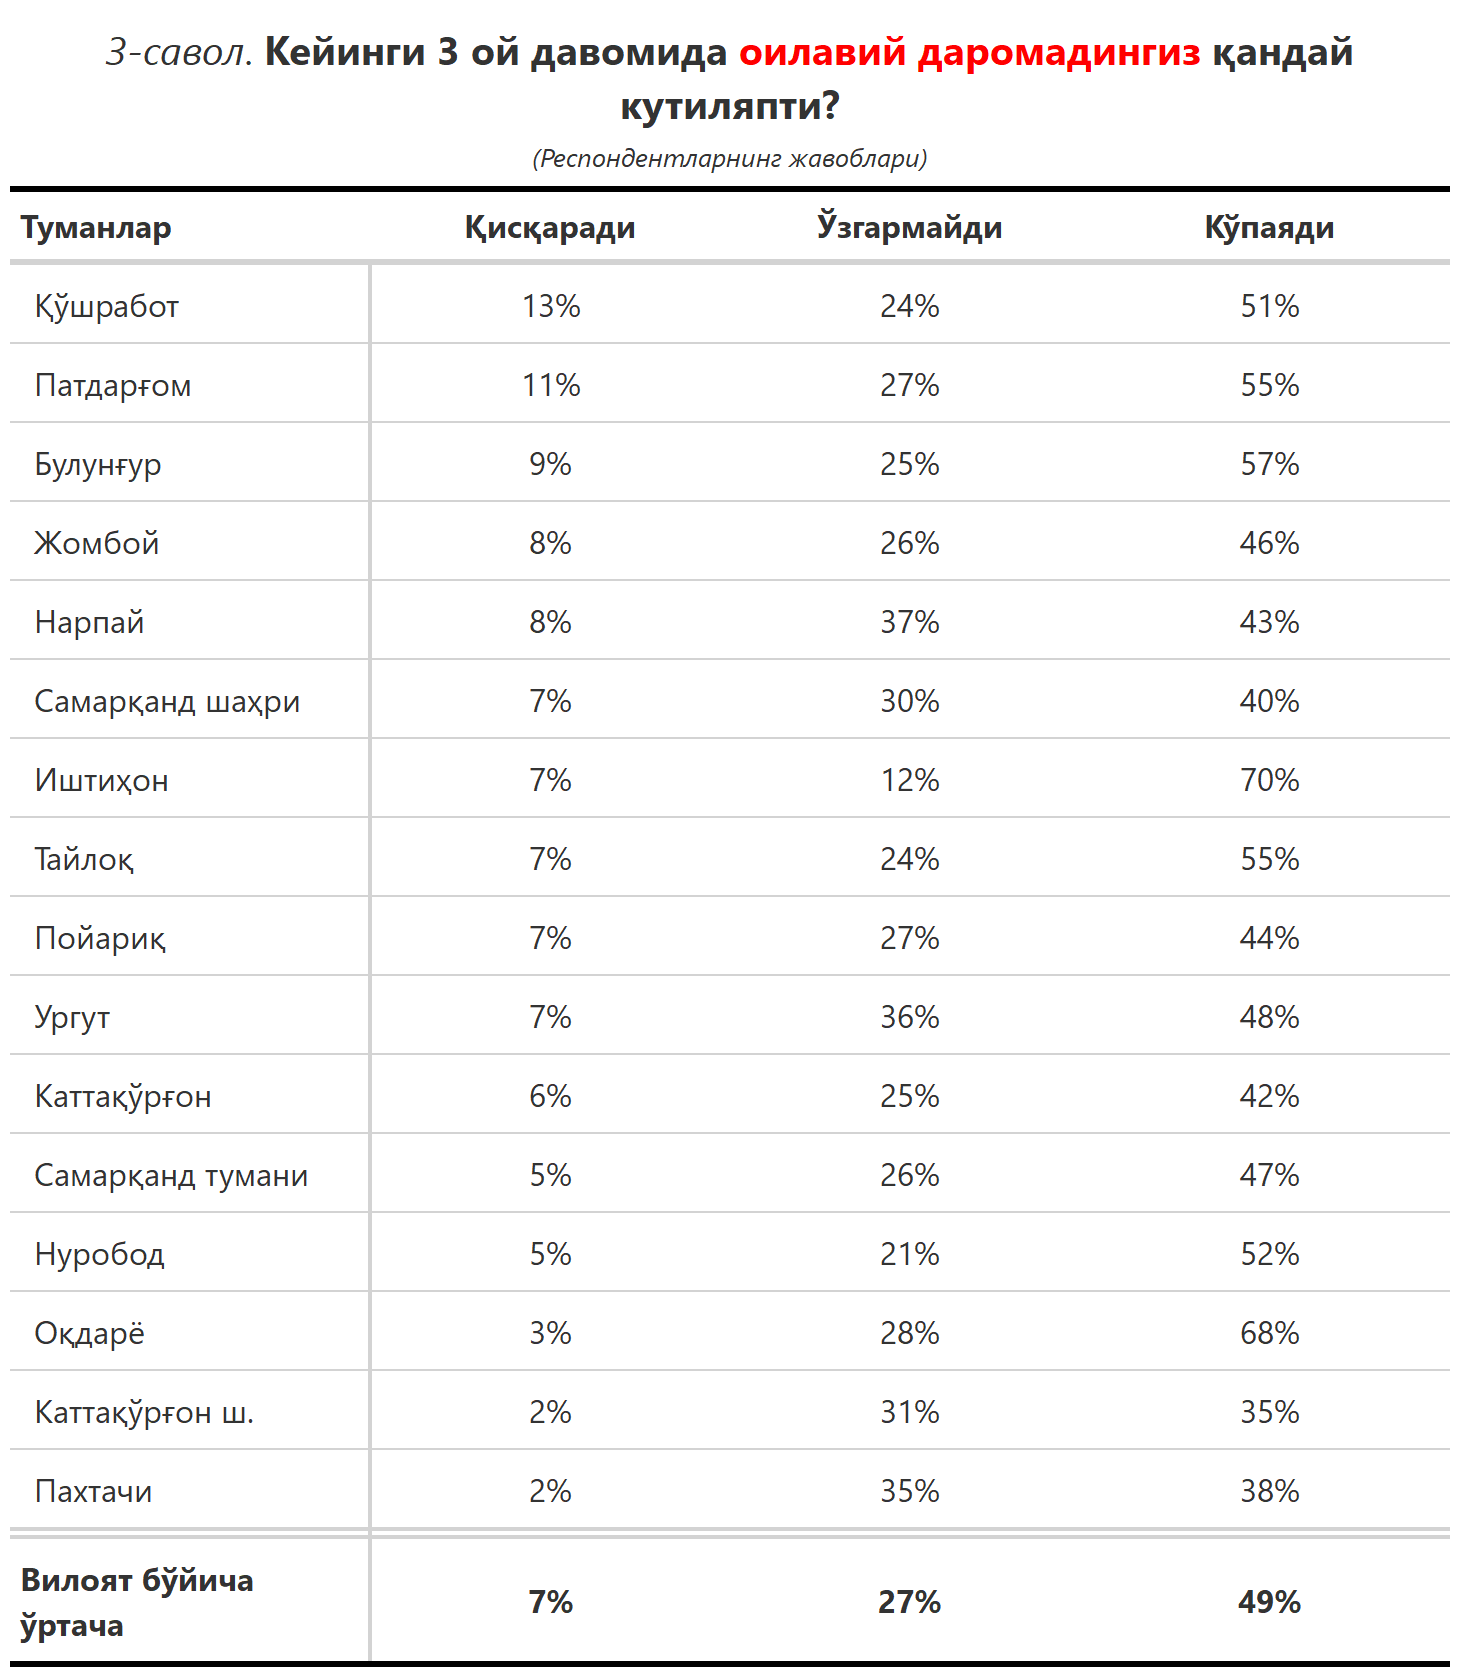 3-савол. Кейинги 3 ой давомида оилавий даромадингиз қандай
кутиляпти?
(Респондентларнинг жавоблари)
Туманлар Қисқаради Ўзгармайди Кўпаяди
Қўшработ 13% 24% 51%
Патдарғом 11% 27% 55%
Булунғур 9% 25% 57%
Жомбой 8% 26% 46%
Нарпай 8% 37% 43%
Самарқанд шаҳри 7% 30% 40%
Иштиҳон 7% 12% 70%
Тайлоқ 7% 24% 55%
Пойариқ 7% 27% 44%
Ургут 7% 36% 48%
Каттақўрғон 6% 25% 42%
Самарқанд тумани 5% 26% 47%
Нуробод 5% 21% 52%
Оқдарё 3% 28% 68%
Каттақўрғон ш. 2% 31% 35%
Пахтачи 2% 35% 38%
Вилоят бўйича
ўртача 7% 27% 49%